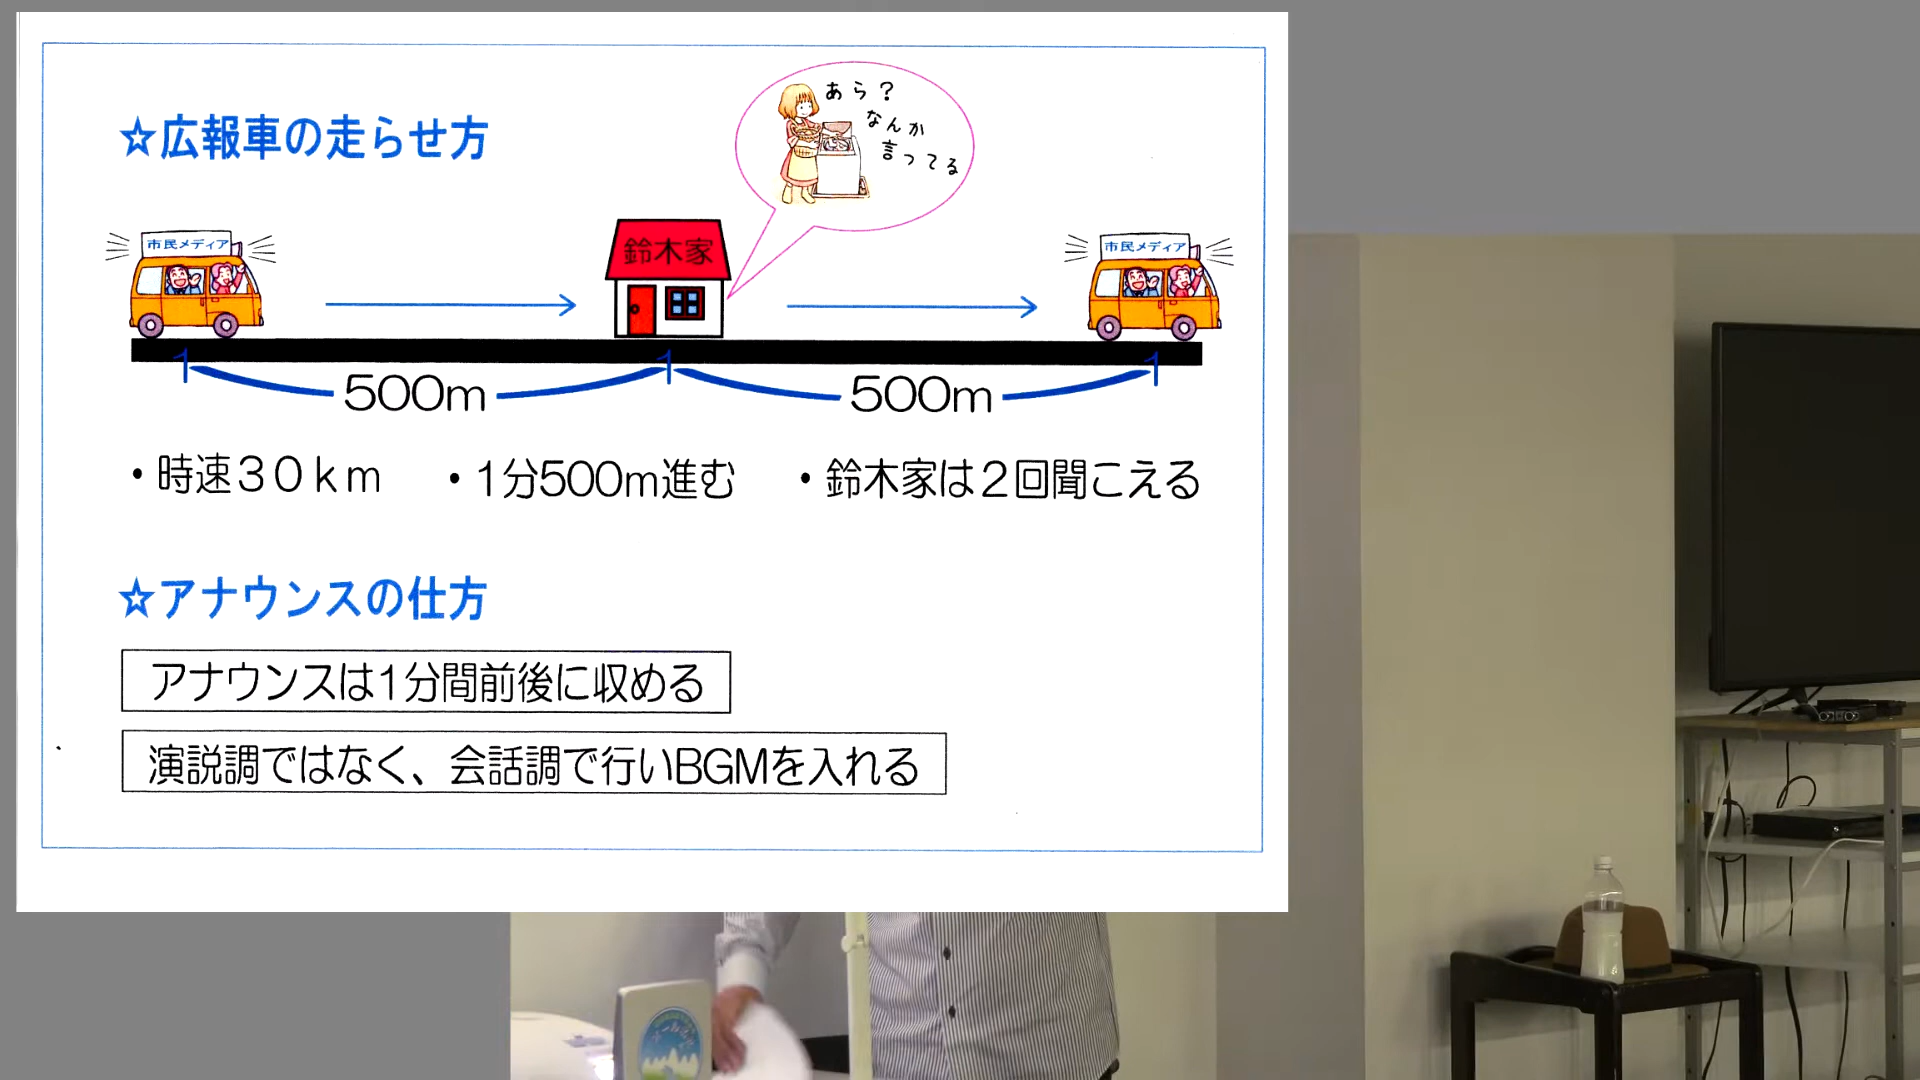 ☆広報車の走らせ方
あら?
なんか
言ってる
市民メディア
鈴木家
市民メディア
500m
500m
・時速30km
・1分500m進む
・鈴木家は2回聞こえる
☆アナウンスの仕方
アナウンスは1分間前後に収める
演説調ではなく、会話調で行いBGMを入れる